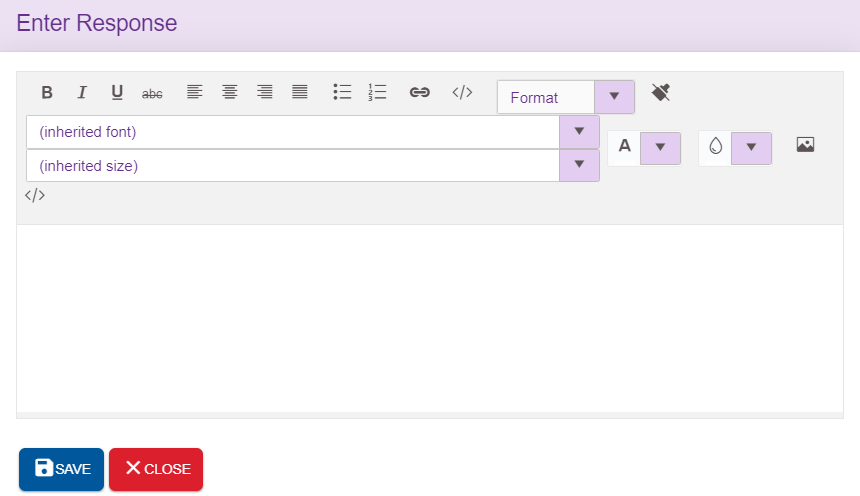 Enter Response
B I U abc </> Format
(inherited font)
A
(inherited size)
</>
SAVE CLOSE